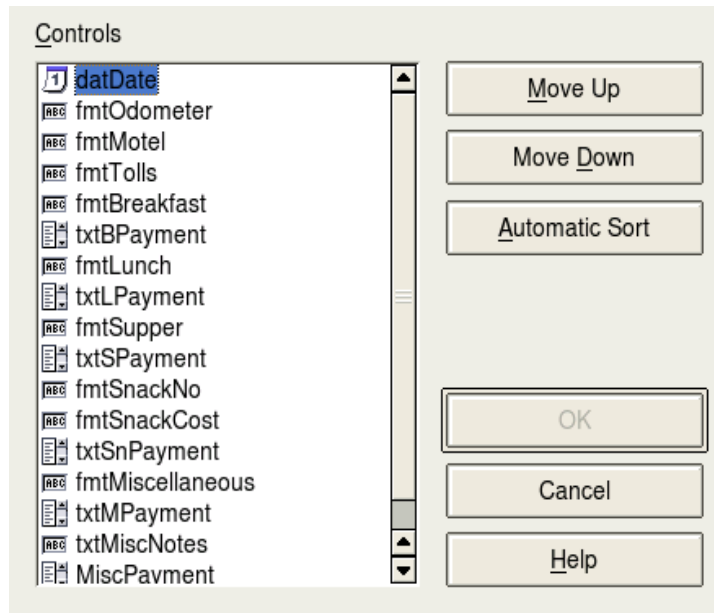 Controls
datDate
fmtOdometer
fmtMotel
fmtTolls
fmtBreakfast
txtBPayment
fmtLunch
txtLPayment
fmtSupper
txtSPayment
fmtSnackNo
fmtSnackCost
txtSnPayment
fmtMiscellaneous
txtMPayment
txtMiscNotes
MiscPayment
Move Up
Move Down
Automatic Sort
OK
Cancel
Help